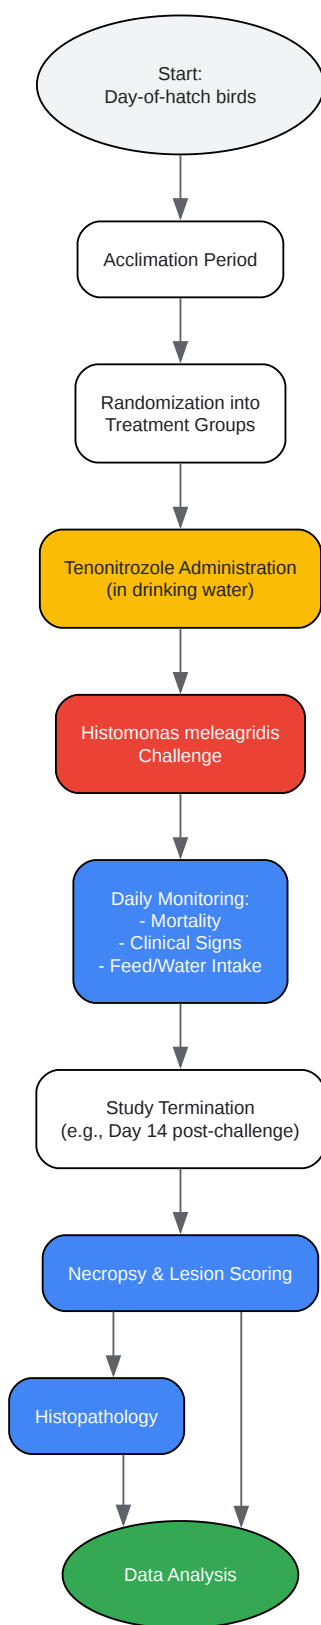 Start:
Day-of-hatch birds
Acclimation Period
Randomization into
Treatment Groups
Tenonitrozole Administration
(in drinking water)
Histomonas meleagridis
Challenge
Daily Monitoring:
- Mortality
- Clinical Signs
- Feed/Water Intake
Study Termination
(e.g., Day 14 post-challenge)
Necropsy & Lesion Scoring
Histopathology
Data Analysis